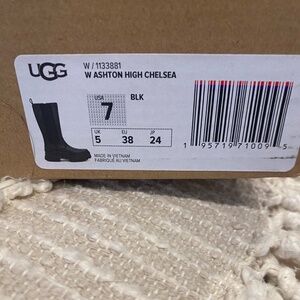 UGG
W / 1133881
W ASHTON HIGH CHELSEA
USA
7
BLK
UK EU JP
5 38 24
MADE IN VIETNAM
FABRIQUÉ AU VIETNAM
1 95719 71009 5